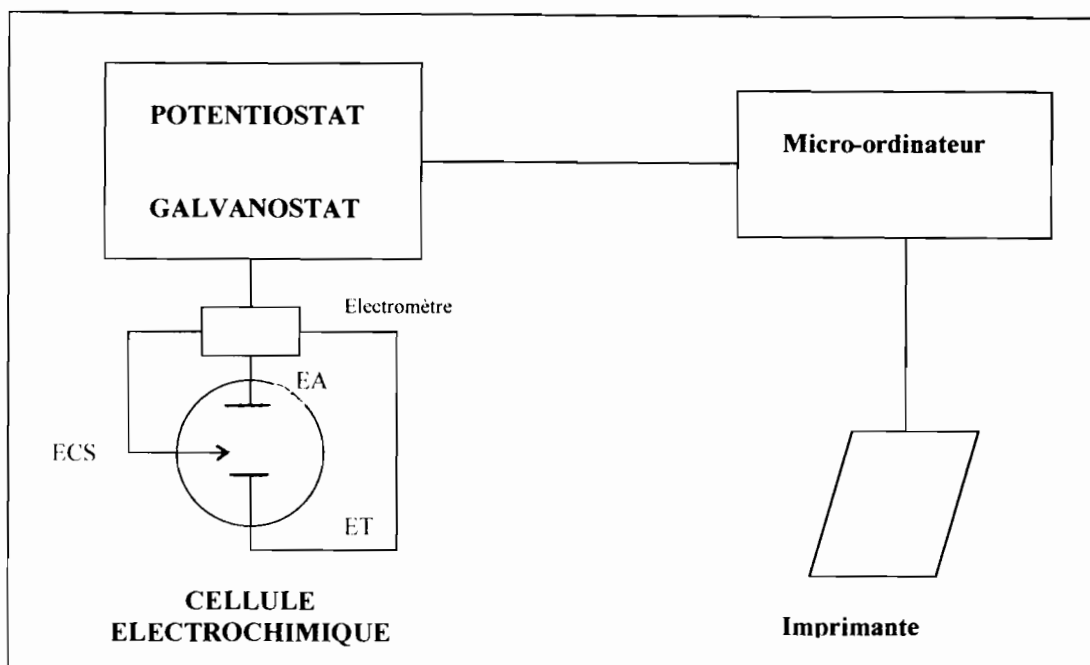 POTENTIOSTAT
GALVANOSTAT
Micro-ordinateur
Electromètre
EA
ECS
ET
CELLULE
ELECTROCHIMIQUE
Imprimante